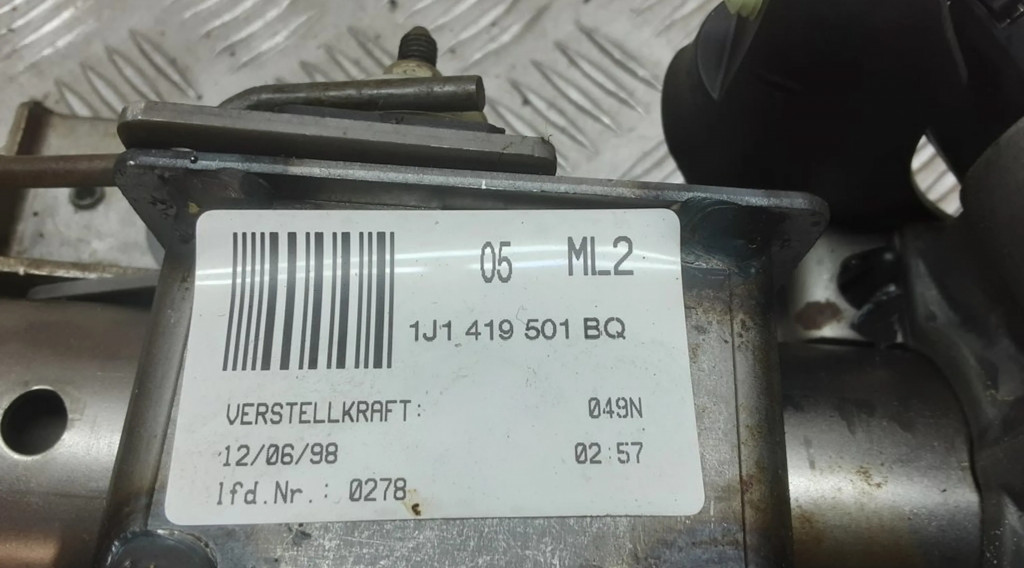 05 ML2
1J1 419 501 BQ
VERSTELLKRAFT: 049N
12/06/98 02:57
lfd.Nr.: 0278